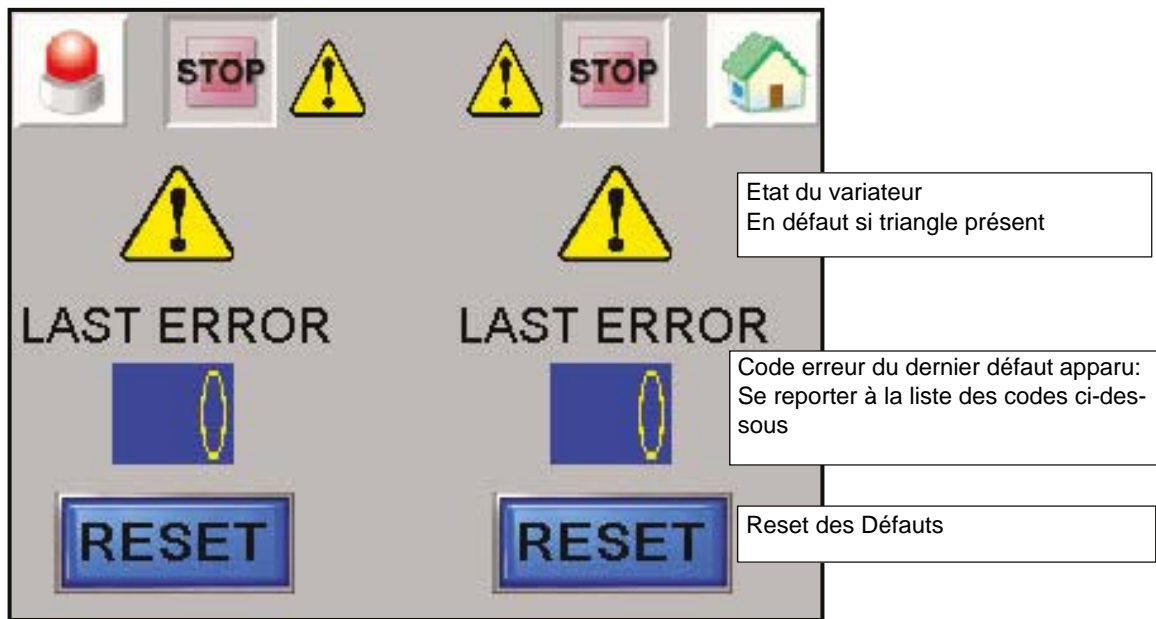 STOP STOP
Etat du variateur
En défaut si triangle présent
LAST ERROR LAST ERROR
Code erreur du dernier défaut apparu:
Se reporter à la liste des codes ci-des-
sous
0 0
RESET RESET
Reset des Défauts